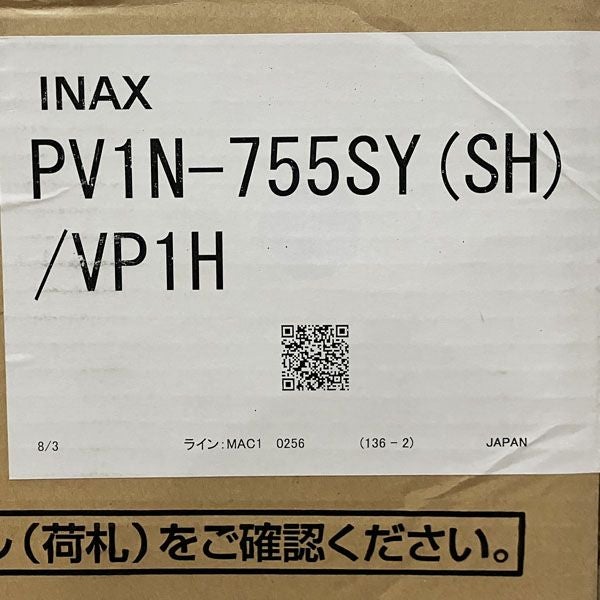 INAX
PV1N-755SY(SH)
/VP1H
8/3 ライン:MAC1 0256 (136-2) JAPAN
(荷札)をご確認ください。